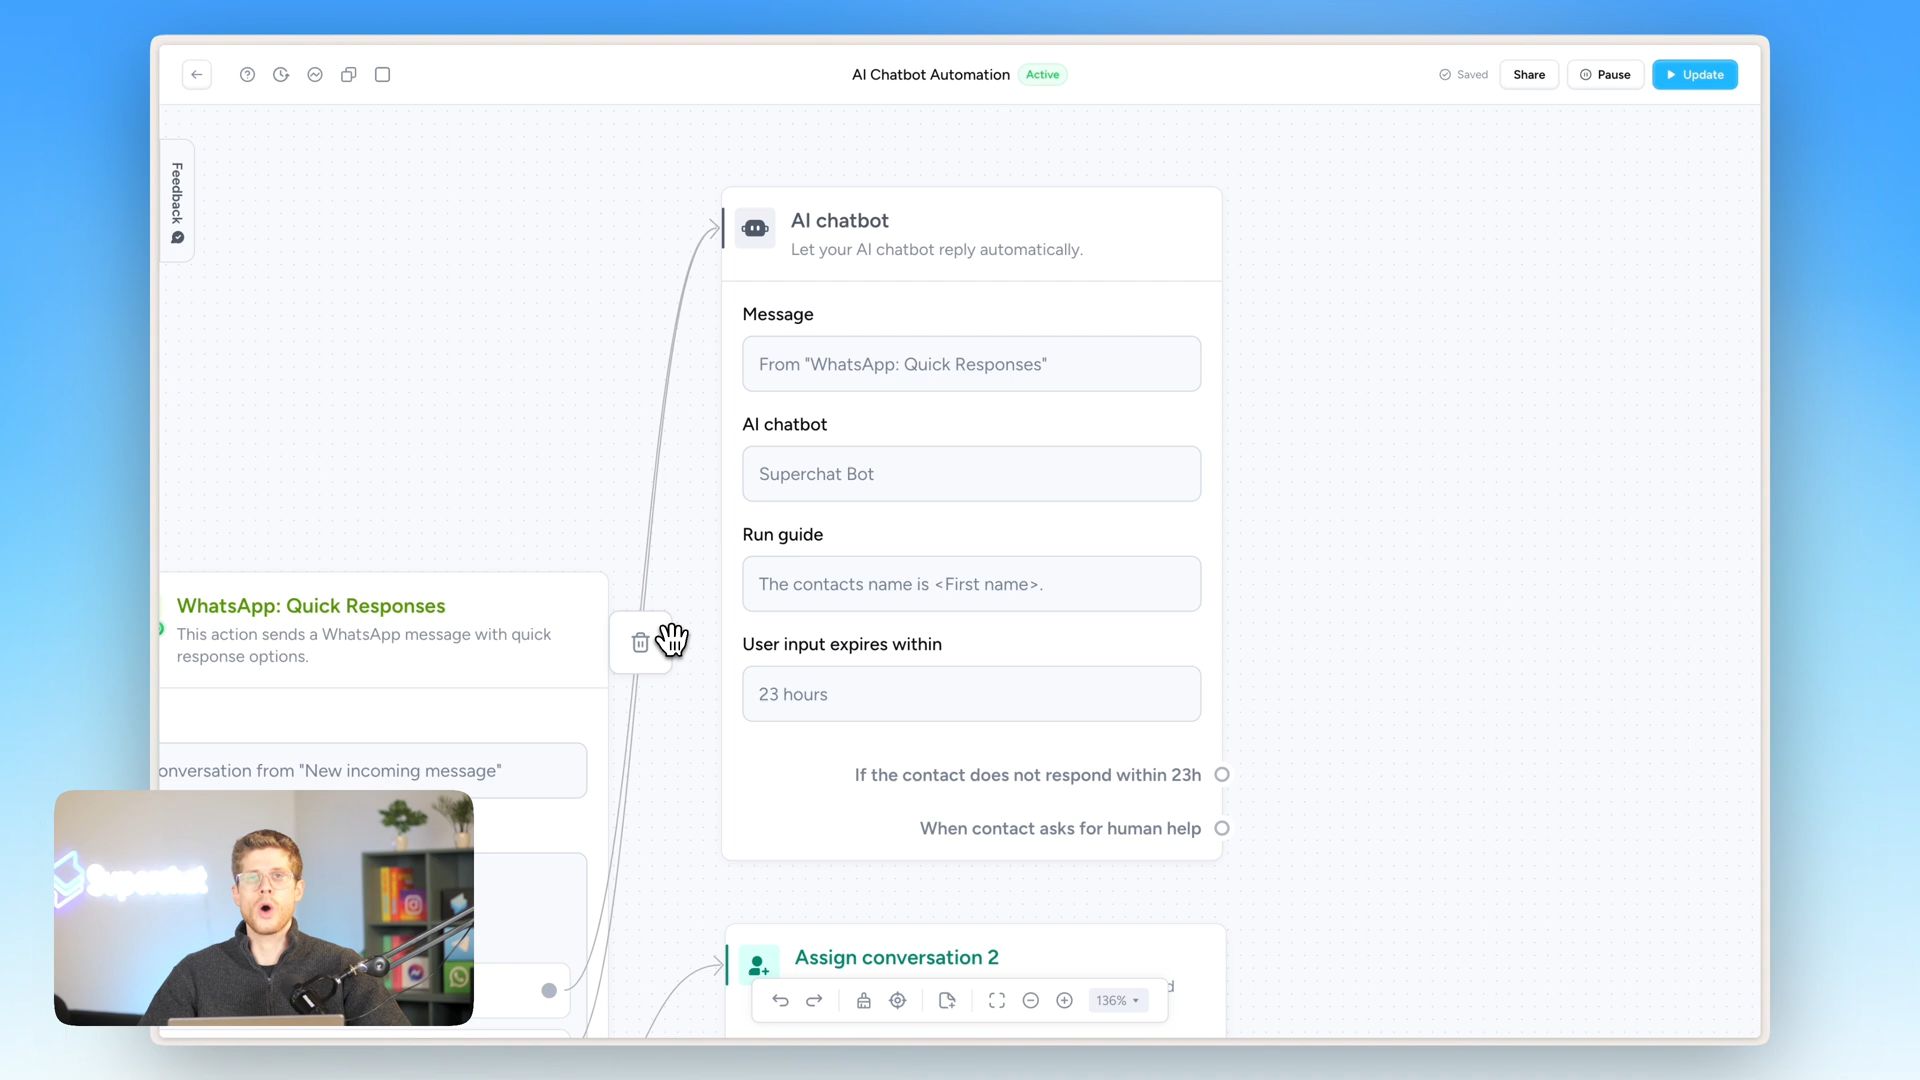 AI Chatbot Automation
Active
Saved
Share
Pause
Update
Feedback
AI chatbot
Let your AI chatbot reply automatically.
Message
From "WhatsApp: Quick Responses"
AI chatbot
Superchat Bot
Run guide
The contacts name is <First name>.
User input expires within
23 hours
If the contact does not respond within 23h
When contact asks for human help
WhatsApp: Quick Responses
This action sends a WhatsApp message with quick
response options.
onversation from "New incoming message"
Superchat
Assign conversation 2
d
136%